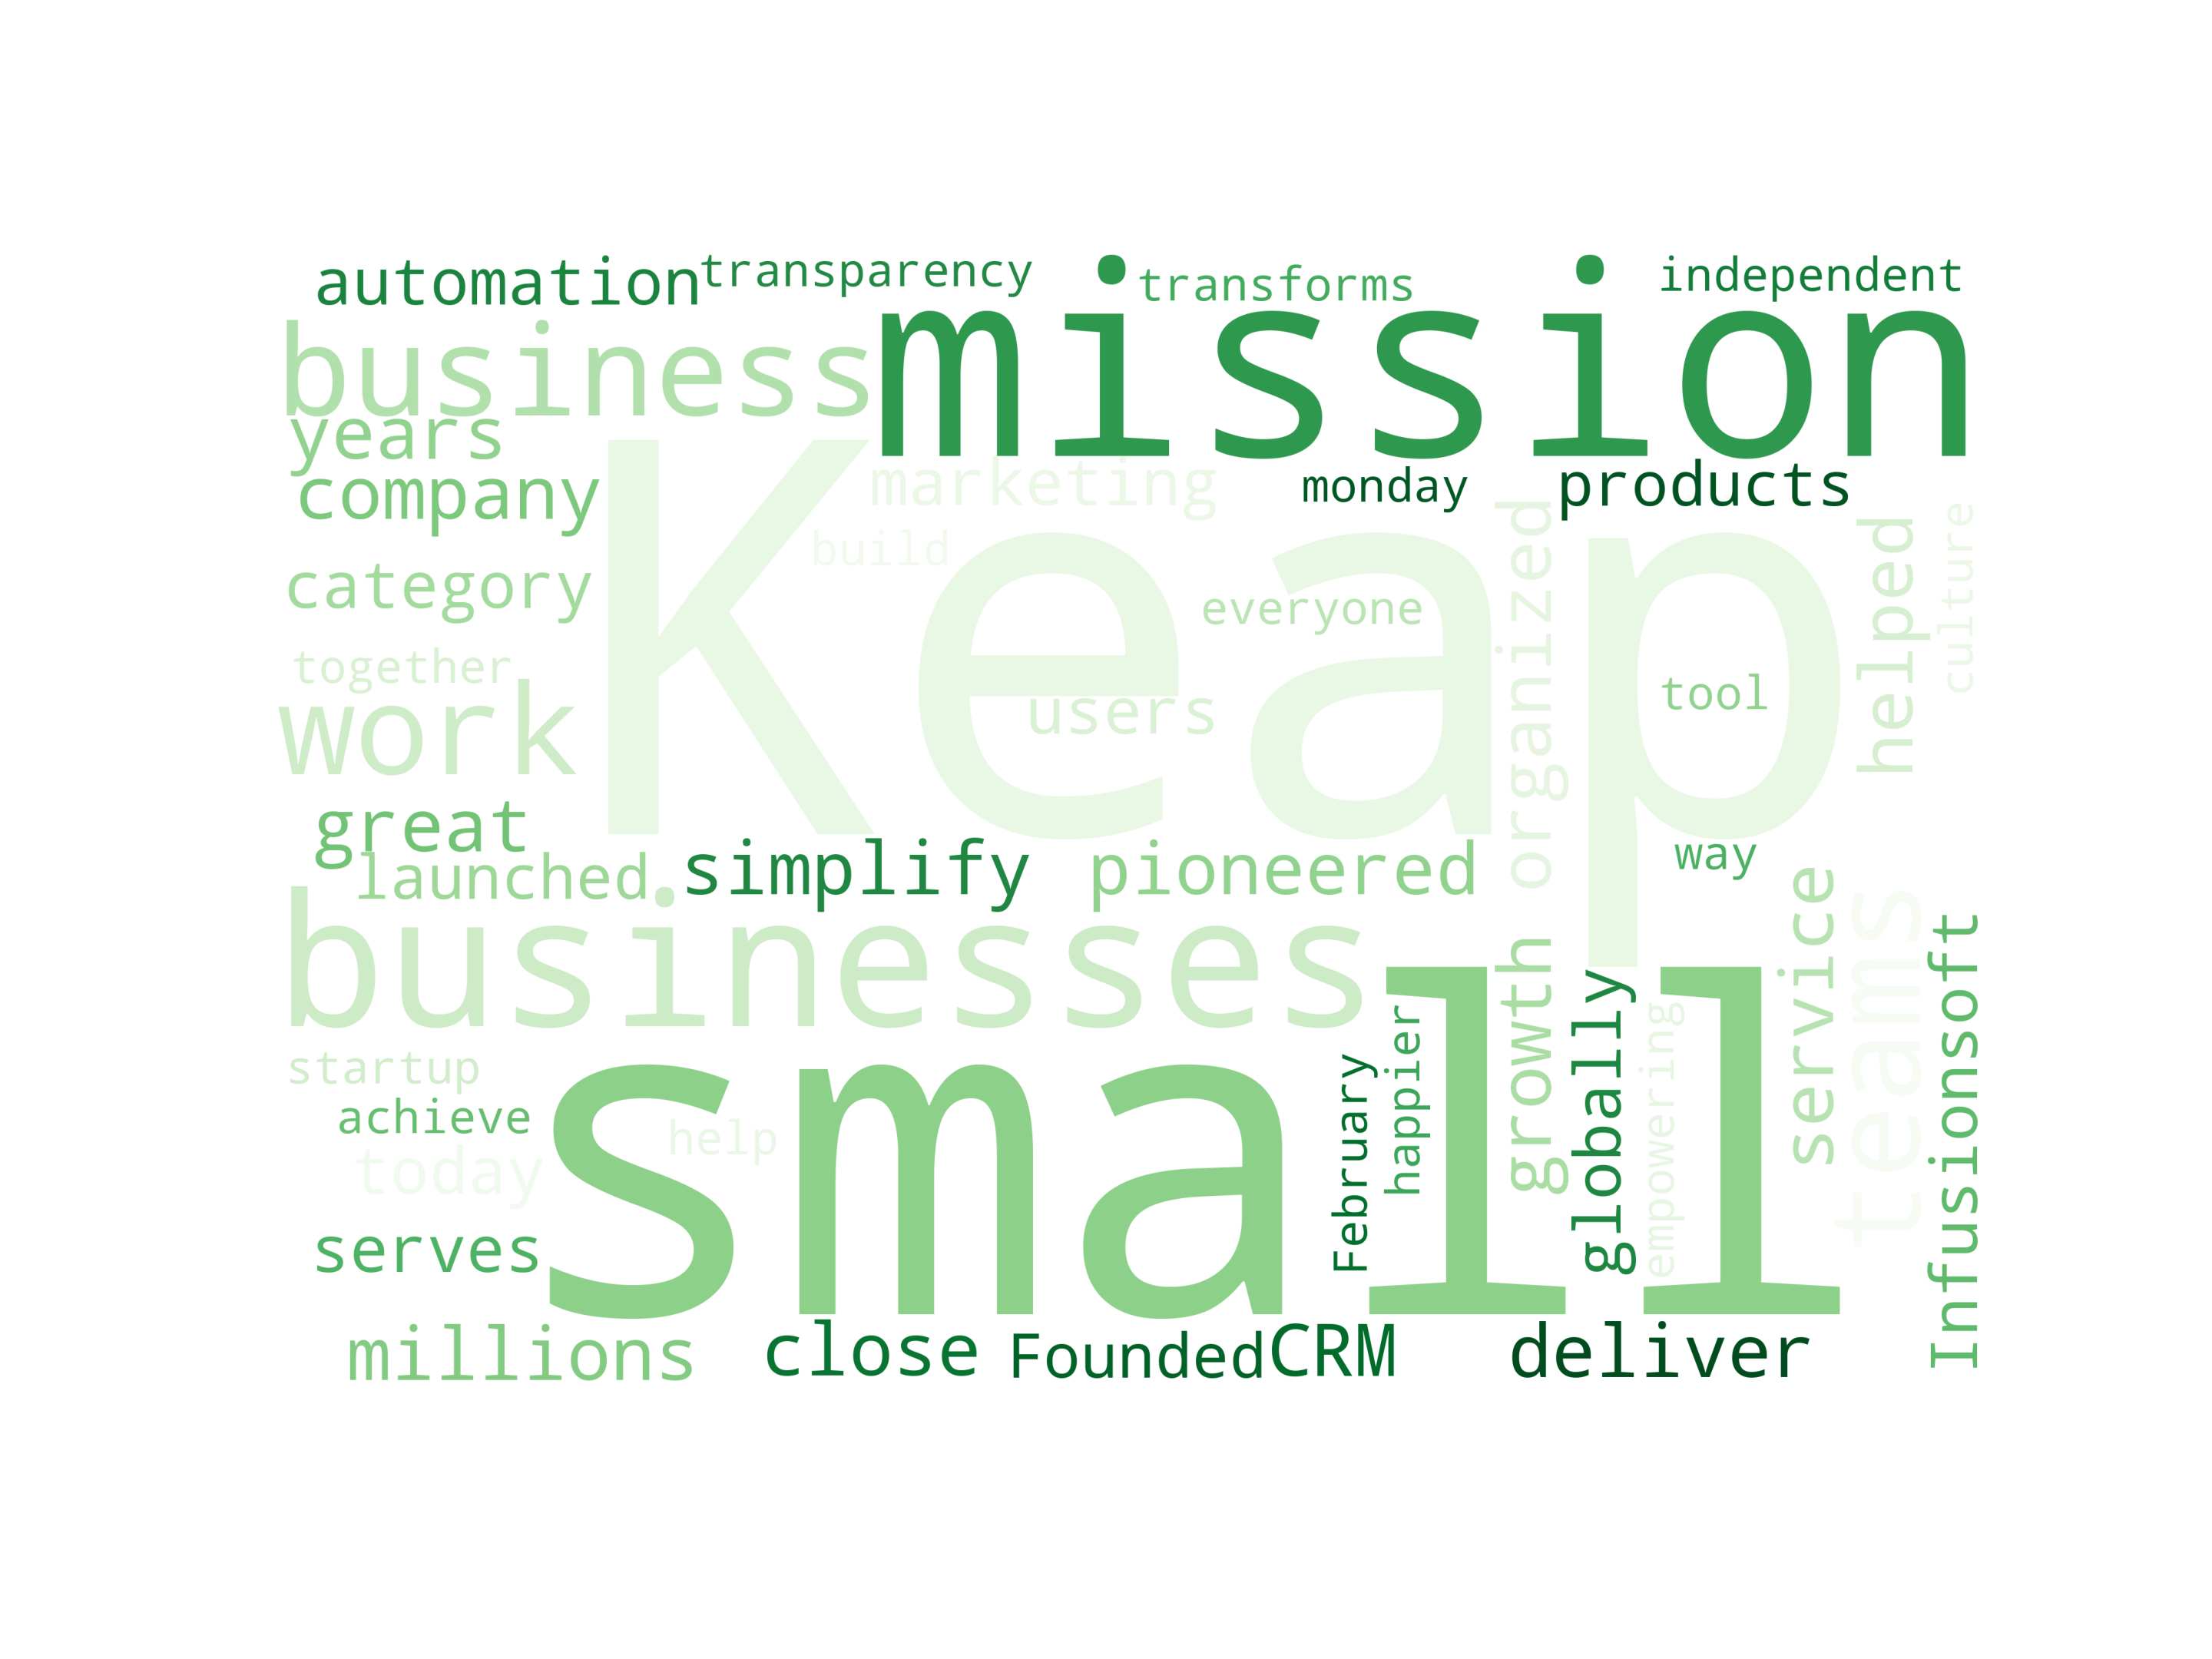 automation
transparency
transforms
independent
business
mission
years
company
marketing
monday
products
Keap
build
category
everyone
organized
helped
culture
together
work
users
tool
great
launched
simplify
pioneered
way
businesses
small
startup
achieve
help
today
serves
February
happier
growth
globally
empowering
service
teams
Infusionsoft
millions
close
Founded
CRM
deliver